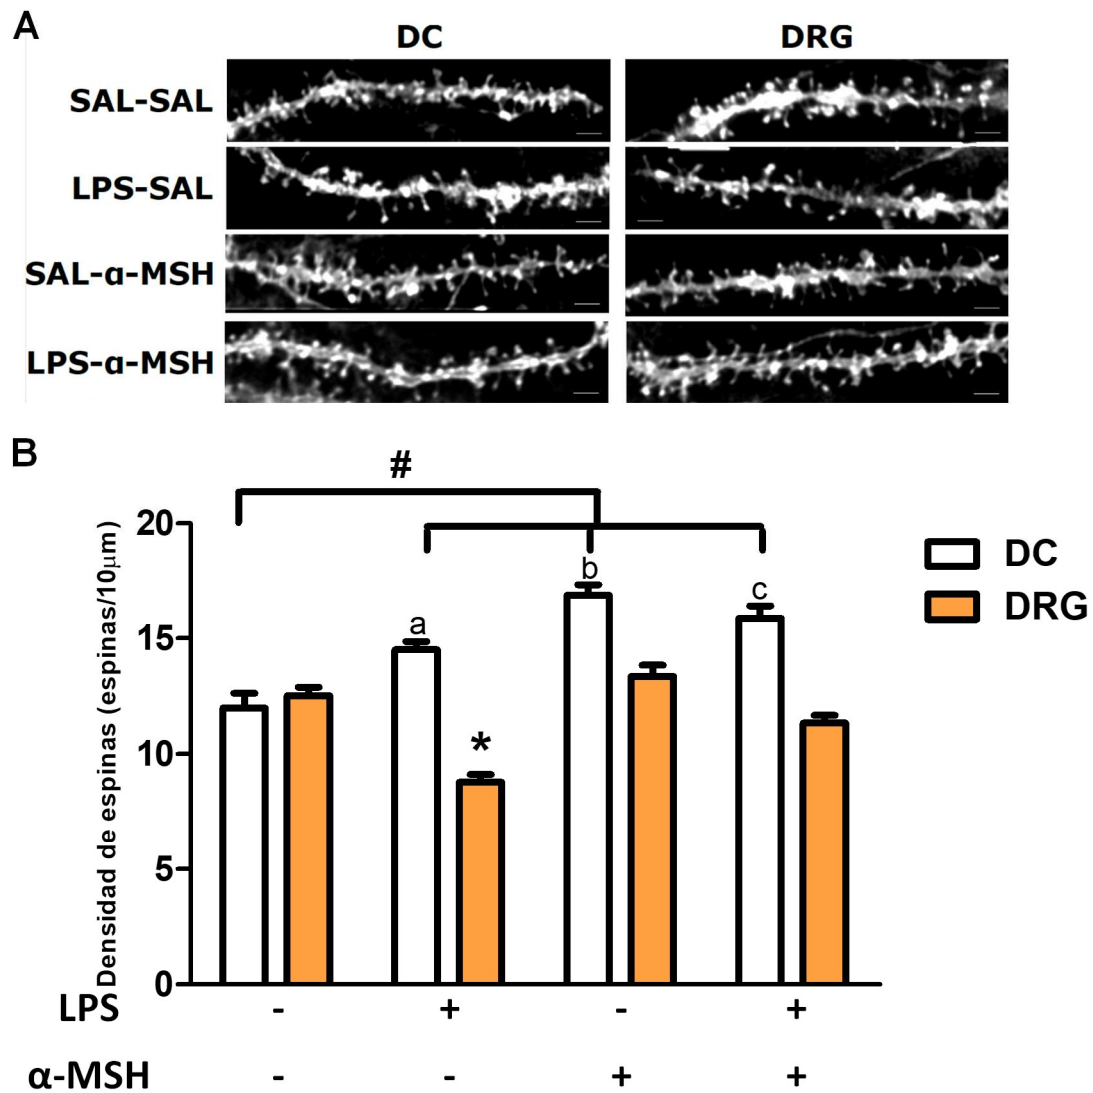 A
DC DRG
SAL-SAL
LPS-SAL
SAL-α-MSH
LPS-α-MSH
B
#
20
15
10
5
0
Densidad de espinas (espinas/10µm)
a
*
b
c
DC
DRG
LPS - + - +
α-MSH - - + +